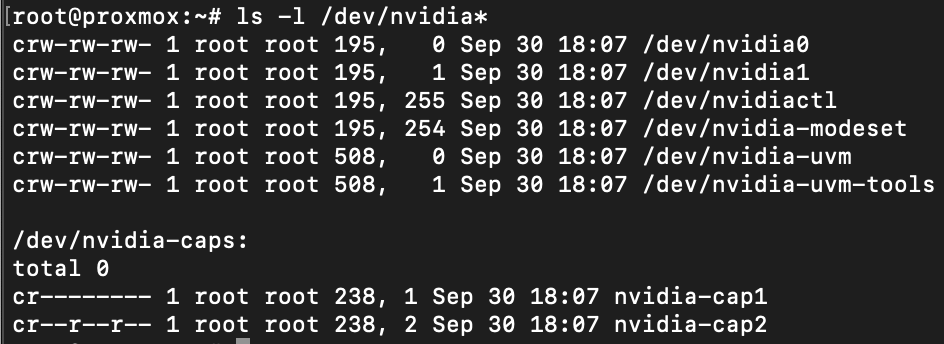 [root@proxmox:~# ls -l /dev/nvidia*
crw-rw-rw- 1 root root 195,   0 Sep 30 18:07 /dev/nvidia0
crw-rw-rw- 1 root root 195,   1 Sep 30 18:07 /dev/nvidia1
crw-rw-rw- 1 root root 195, 255 Sep 30 18:07 /dev/nvidiactl
crw-rw-rw- 1 root root 195, 254 Sep 30 18:07 /dev/nvidia-modeset
crw-rw-rw- 1 root root 508,   0 Sep 30 18:07 /dev/nvidia-uvm
crw-rw-rw- 1 root root 508,   1 Sep 30 18:07 /dev/nvidia-uvm-tools
/dev/nvidia-caps:
total 0
cr-------- 1 root root 238, 1 Sep 30 18:07 nvidia-cap1
cr--r--r-- 1 root root 238, 2 Sep 30 18:07 nvidia-cap2